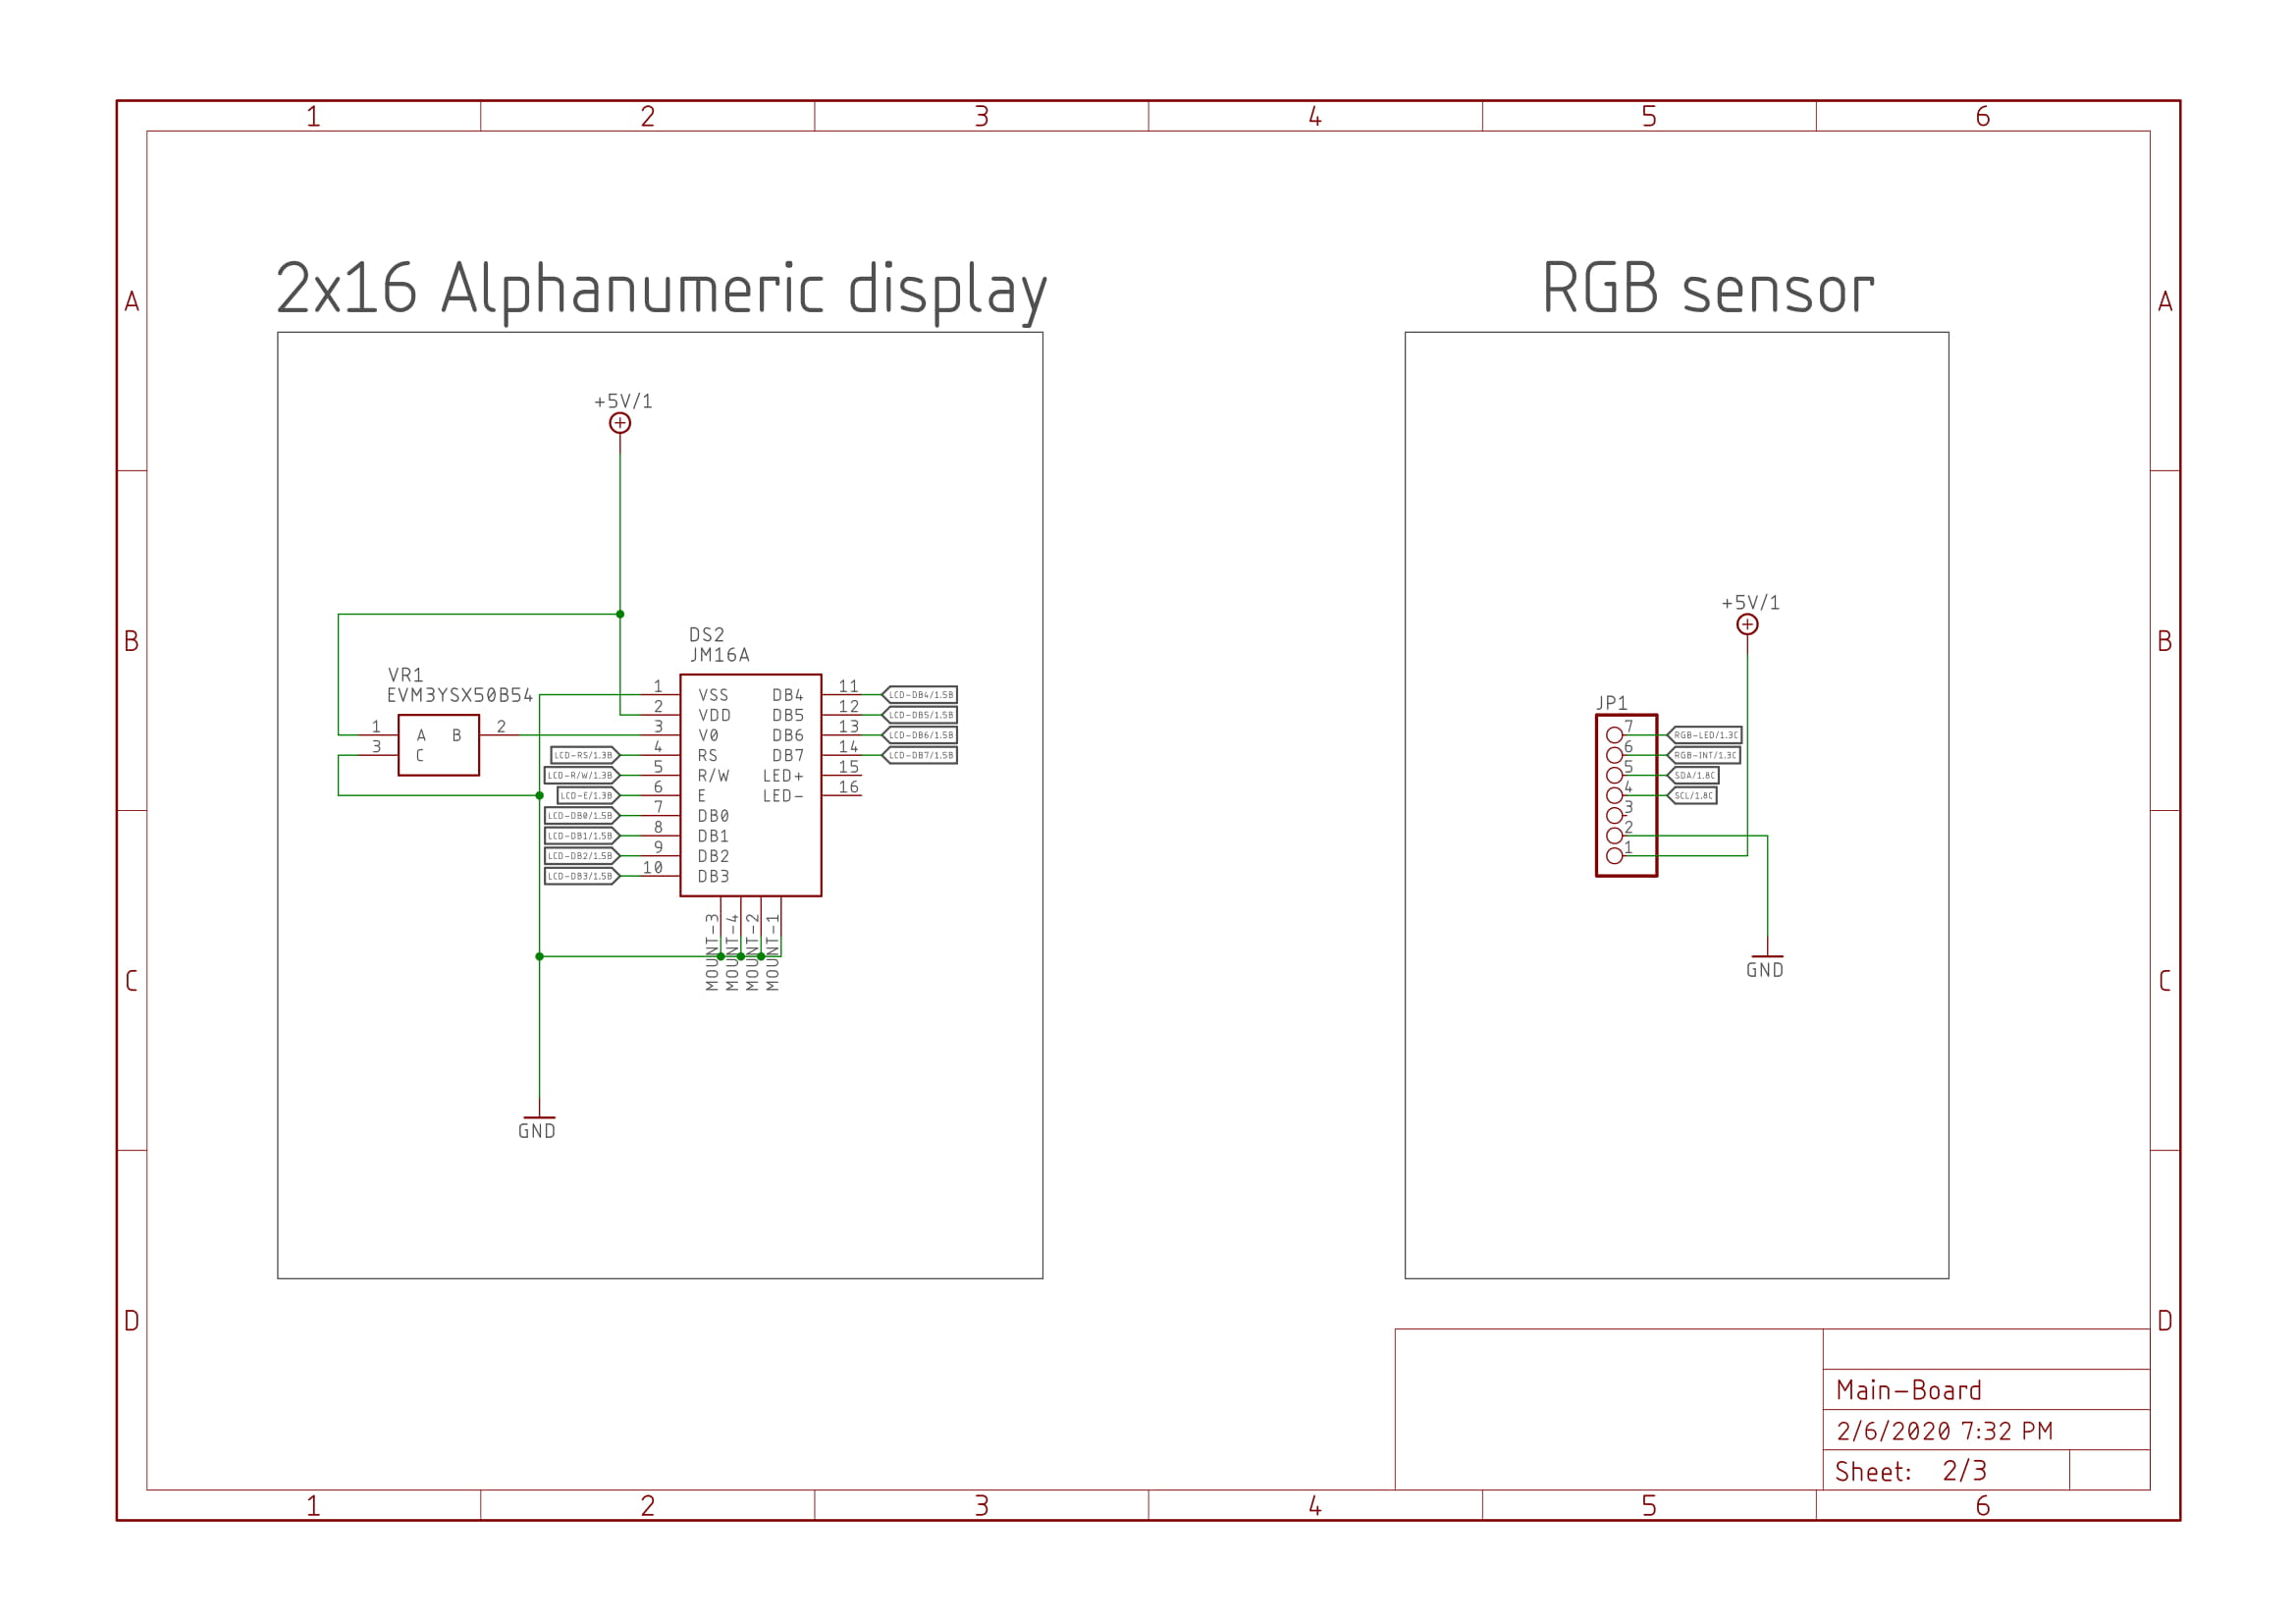 1 2 3 4 5 6
A A
B B
C C
D D
2x16 Alphanumeric display
+5V/1
VR1
EVM3YSX50B54
1 A B 2
3 C
DS2
JM16A
1 VSS DB4 11 LCD-DB4/1.5B
2 VDD DB5 12 LCD-DB5/1.5B
3 V0 DB6 13 LCD-DB6/1.5B
LCD-RS/1.3B 4 RS DB7 14 LCD-DB7/1.5B
LCD-R/W/1.3B 5 R/W LED+ 15
LCD-E/1.3B 6 E LED- 16
LCD-DB0/1.5B 7 DB0
LCD-DB1/1.5B 8 DB1
LCD-DB2/1.5B 9 DB2
LCD-DB3/1.5B 10 DB3
MOUNT-3
MOUNT-4
MOUNT-2
MOUNT-1
GND
RGB sensor
+5V/1
JP1
7 RGB-LED/1.3C
6 RGB-INT/1.3C
5 SDA/1.8C
4 SCL/1.8C
3
2
1
GND
Main-Board
2/6/2020 7:32 PM
Sheet: 2/3
1 2 3 4 5 6